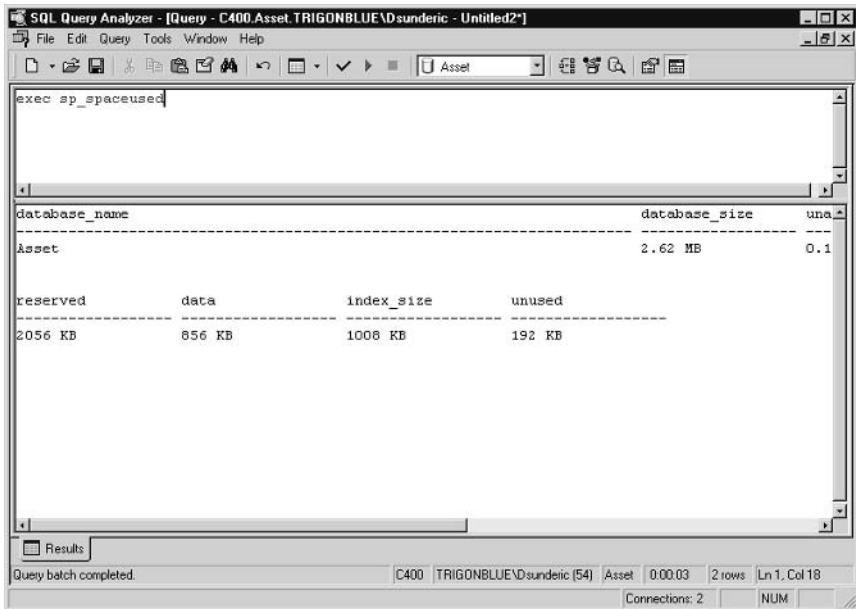 SQL Query Analyzer - [Query - C400.Asset.TRIGONBLUE\Dsunderic - Untitled2*]
File Edit Query Tools Window Help
Asset
exec sp_spaceused
database_name database_size una
------------------------------------------------------------------------- ------------------ ---
Asset 2.62 MB 0.1
reserved data index_size unused
------------------ ------------------ ------------------ ------------------
2056 KB 856 KB 1008 KB 192 KB
Results
Query batch completed. C400 TRIGONBLUE\Dsunderic (54) Asset 0:00:03 2 rows Ln 1, Col 18
Connections: 2 NUM